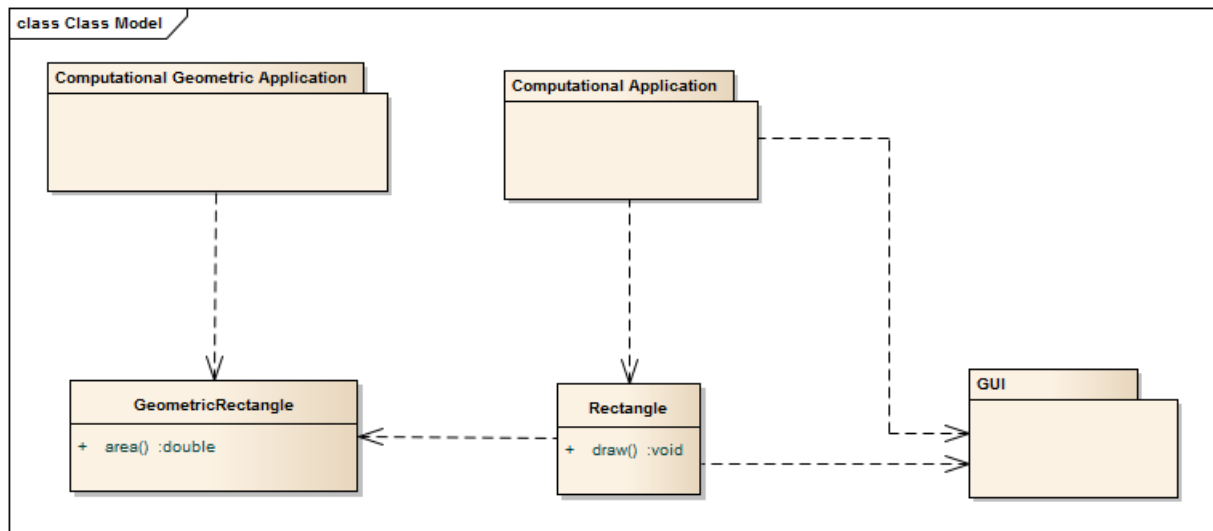 class Class Model
Computational Geometric Application
Computational Application
GeometricRectangle
+ area() :double
Rectangle
+ draw() :void
GUI